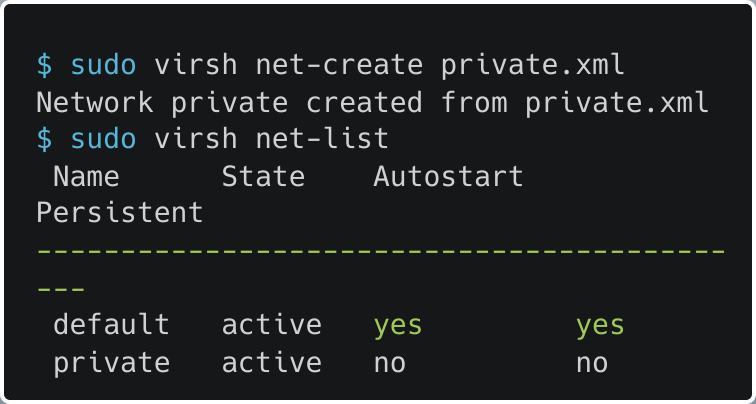 $ sudo virsh net-create private.xml
Network private created from private.xml
$ sudo virsh net-list
 Name      State    Autostart
Persistent
-----------------------------------------
---
 default   active   yes         yes
 private   active   no          no